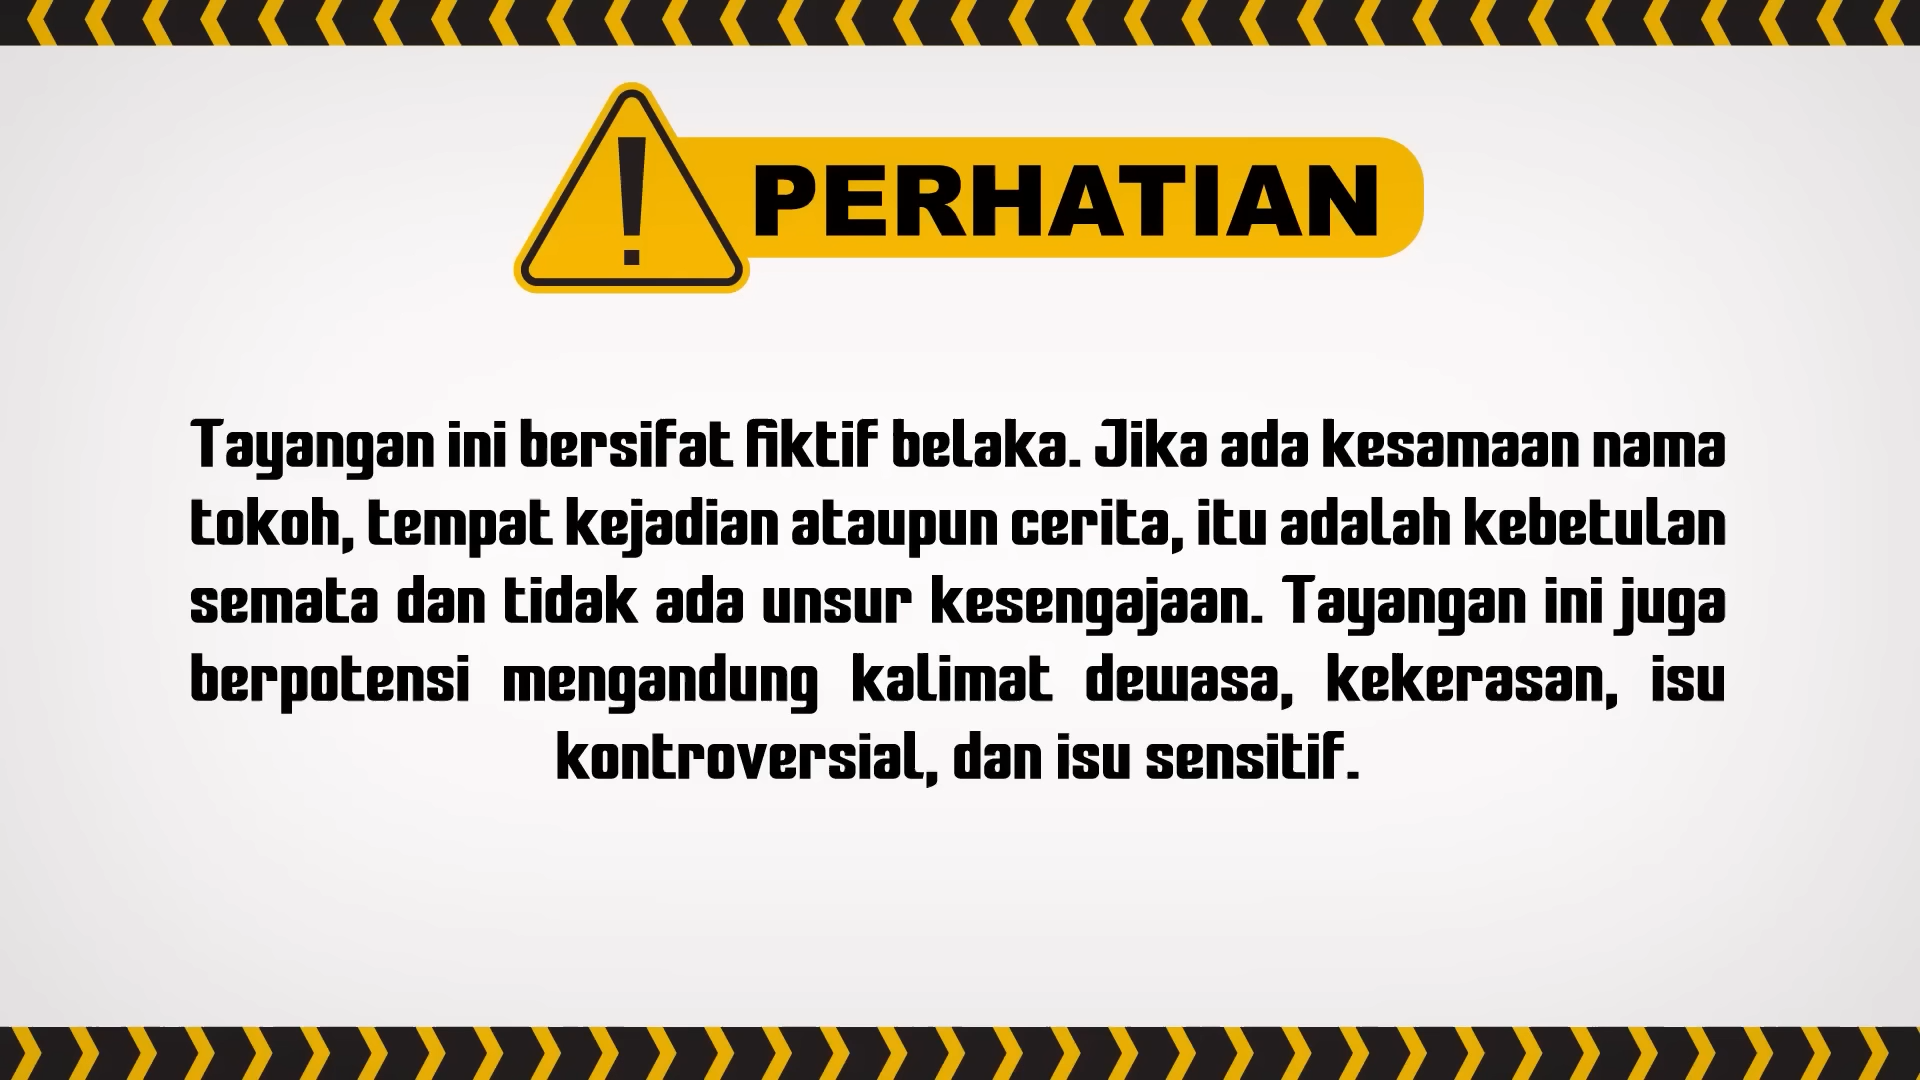 PERHATIAN
Tayangan ini bersifat fiktif belaka. Jika ada kesamaan nama
tokoh, tempat kejadian ataupun cerita, itu adalah kebetulan
semata dan tidak ada unsur kesengajaan. Tayangan ini juga
berpotensi mengandung kalimat dewasa, kekerasan, isu
kontroversial, dan isu sensitif.